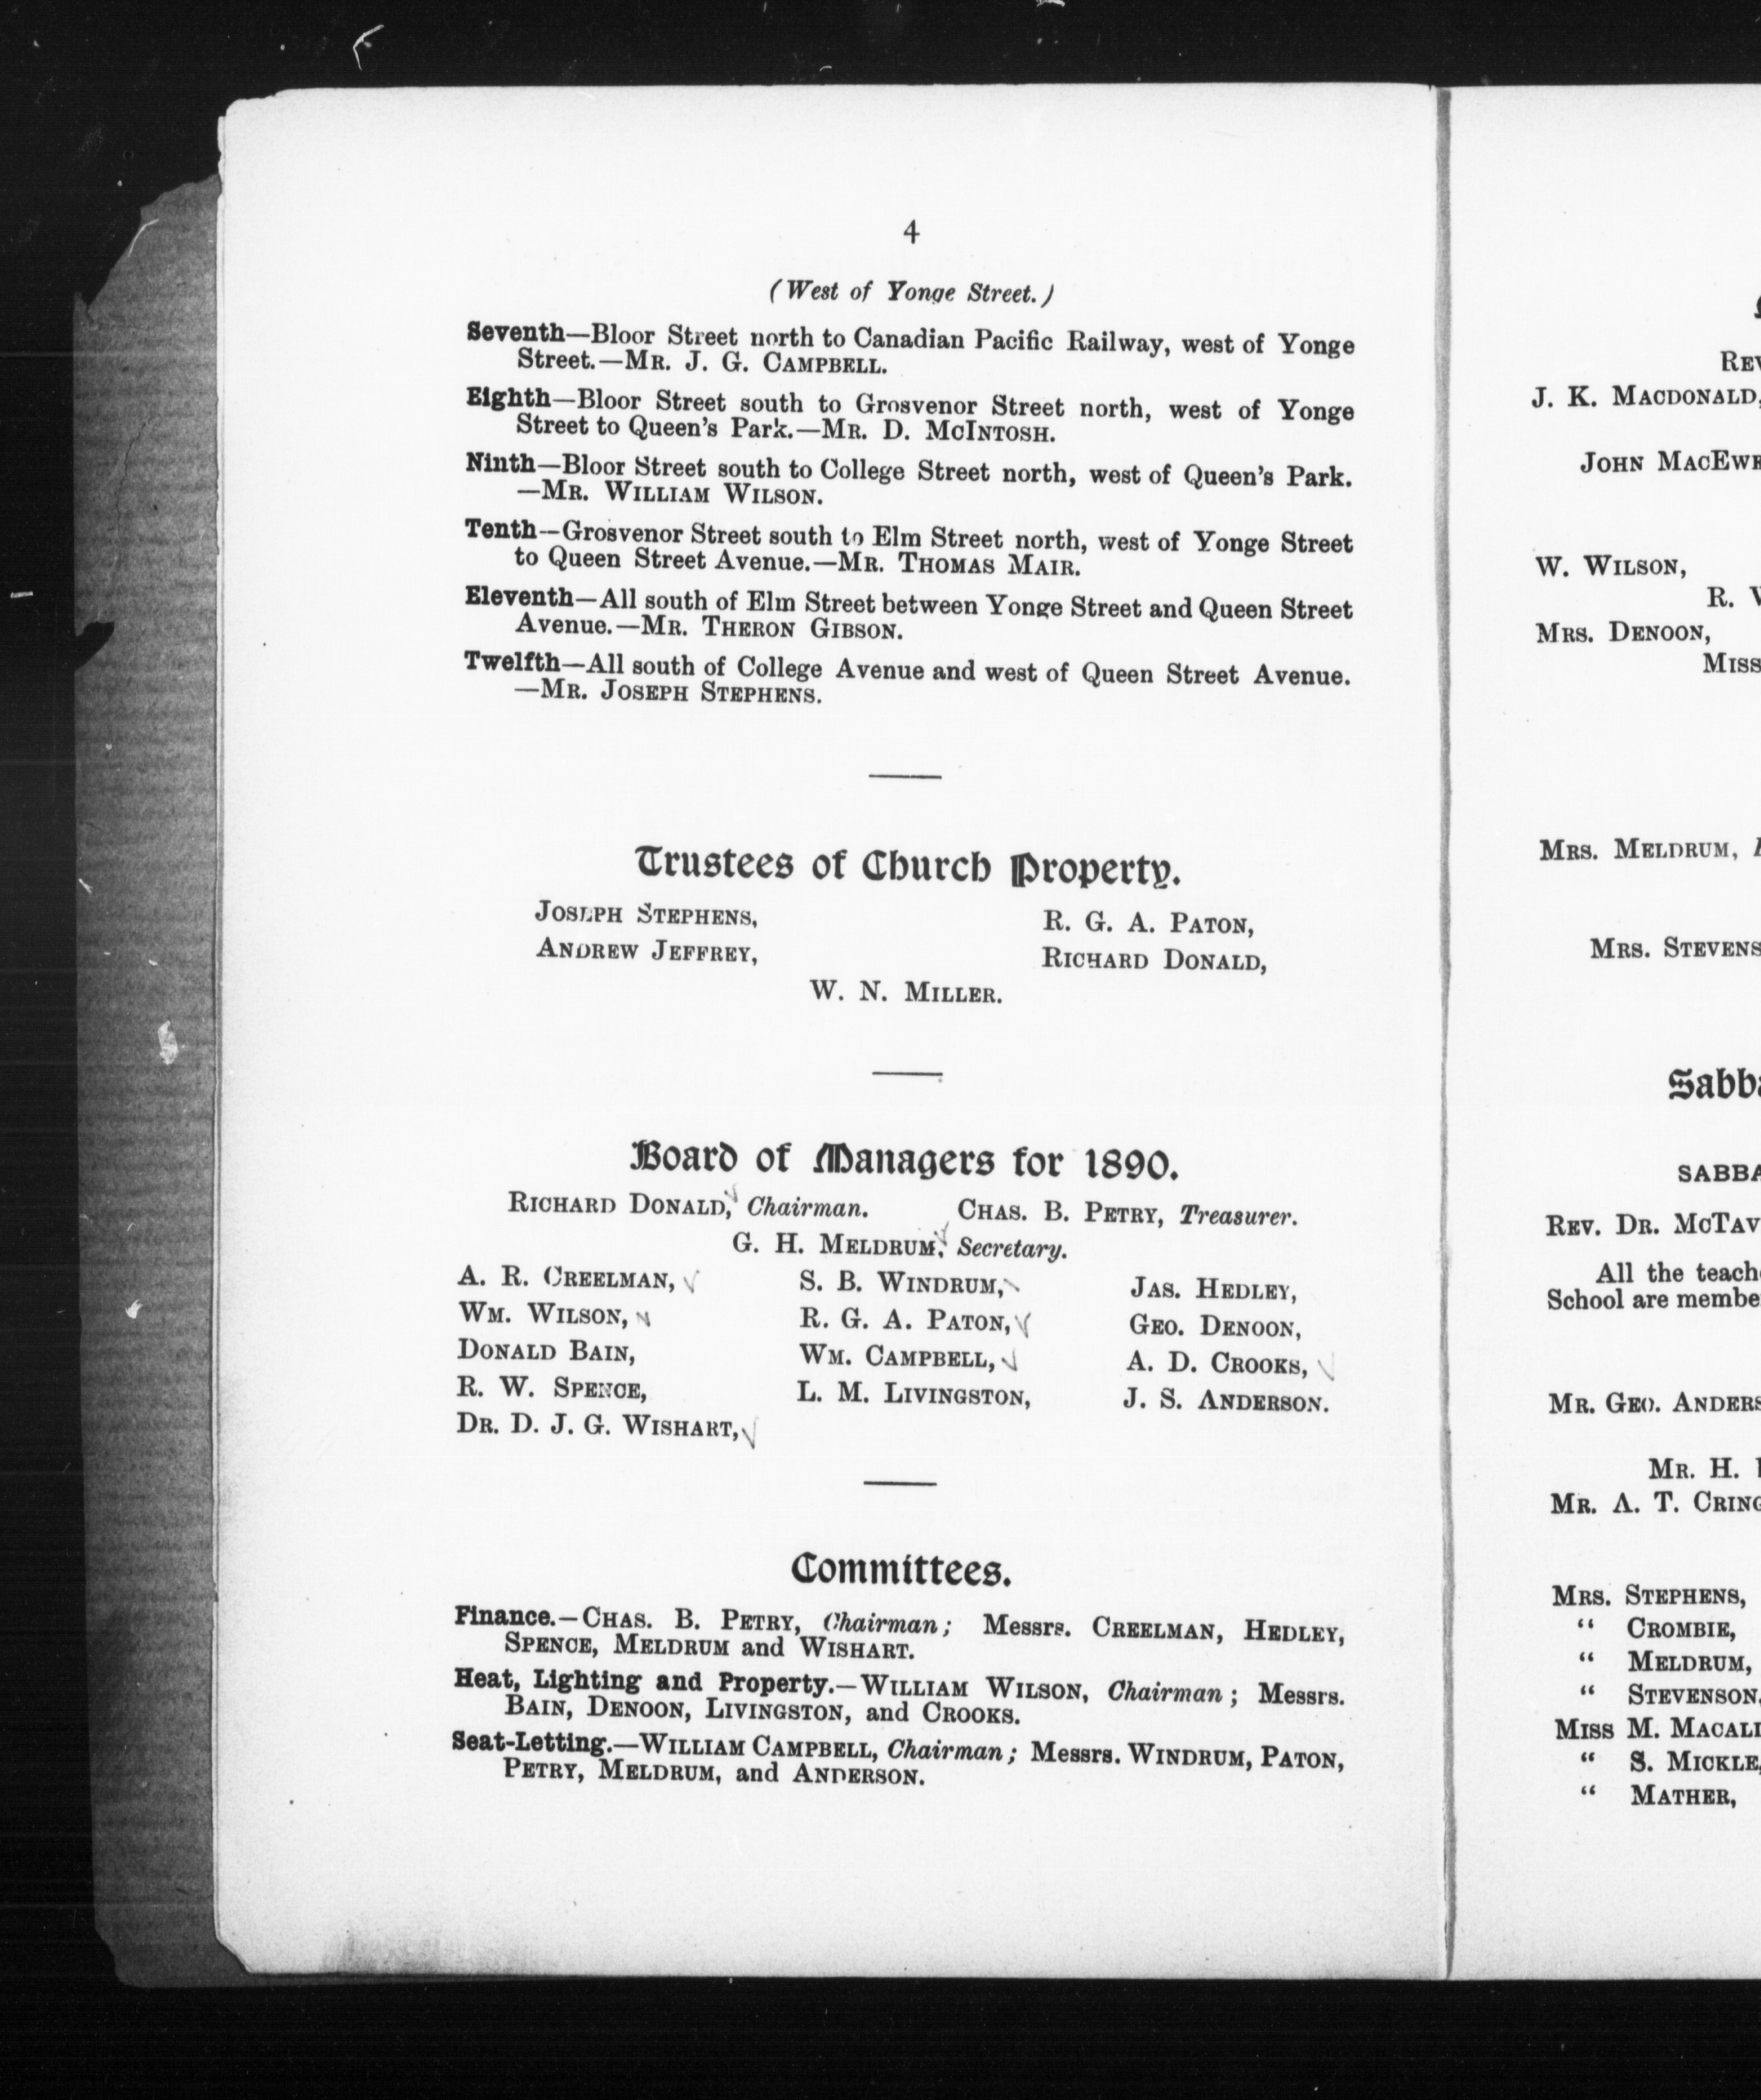 4
(West of Yonge Street.)
Seventh—Bloor Street north to Canadian Pacific Railway, west of Yonge
Street.—MR. J. G. CAMPBELL.
Eighth—Bloor Street south to Grosvenor Street north, west of Yonge
Street to Queen's Park.—MR. D. MCINTOSH.
Ninth—Bloor Street south to College Street north, west of Queen's Park.
—MR. WILLIAM WILSON.
Tenth—Grosvenor Street south to Elm Street north, west of Yonge Street
to Queen Street Avenue.—MR. THOMAS MAIR.
Eleventh—All south of Elm Street between Yonge Street and Queen Street
Avenue.—MR. THERON GIBSON.
Twelfth—All south of College Avenue and west of Queen Street Avenue.
—MR. JOSEPH STEPHENS.
Trustees of Church Property.
JOSEPH STEPHENS, R. G. A. PATON,
ANDREW JEFFREY, RICHARD DONALD,
W. N. MILLER.
Board of Managers for 1890.
RICHARD DONALD, Chairman. CHAS. B. PETRY, Treasurer.
G. H. MELDRUM, Secretary.
A. R. CREELMAN, S. B. WINDRUM, JAS. HEDLEY,
WM. WILSON, R. G. A. PATON, GEO. DENOON,
DONALD BAIN, WM. CAMPBELL, A. D. CROOKS,
R. W. SPENCE, L. M. LIVINGSTON, J. S. ANDERSON.
DR. D. J. G. WISHART,
Committees.
Finance.—CHAS. B. PETRY, Chairman; Messrs. CREELMAN, HEDLEY,
SPENCE, MELDRUM and WISHART.
Heat, Lighting and Property.—WILLIAM WILSON, Chairman; Messrs.
BAIN, DENOON, LIVINGSTON, and CROOKS.
Seat-Letting.—WILLIAM CAMPBELL, Chairman; Messrs. WINDRUM, PATON,
PETRY, MELDRUM, and ANDERSON.
J. K. MACDONALD,
JOHN
W. WILSON,
R.
MRS. DENOON,
MISS
MRS. MELDRUM,
MRS.
REV. DR.
All the
School are
MR. GEO.
MR. H.
MR. A. T.
MRS. STEPHENS,
“ CROMBIE,
“ MELDRUM,
“ STEVENSON,
MISS M.
“ S. MICKLE,
“ MATHER,